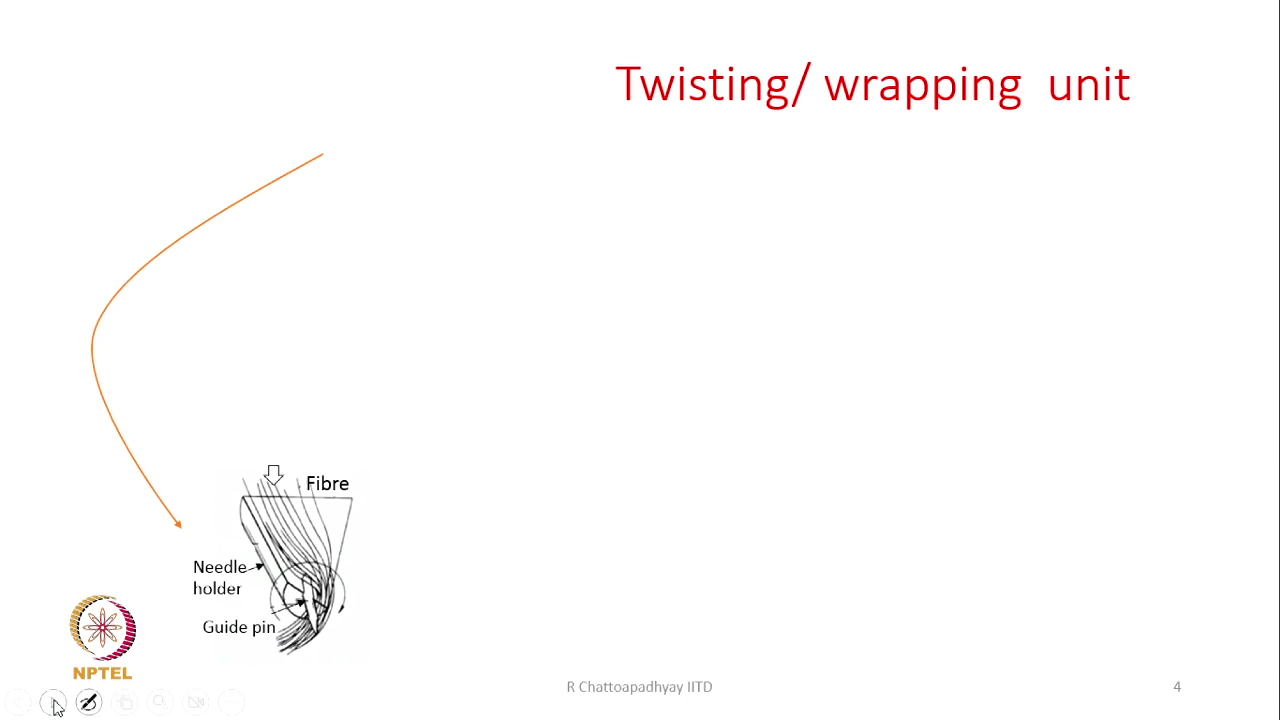 Twisting/ wrapping unit
Fibre
Needle
holder
Guide pin
NPTEL
R Chattoapadhyay IITD
4